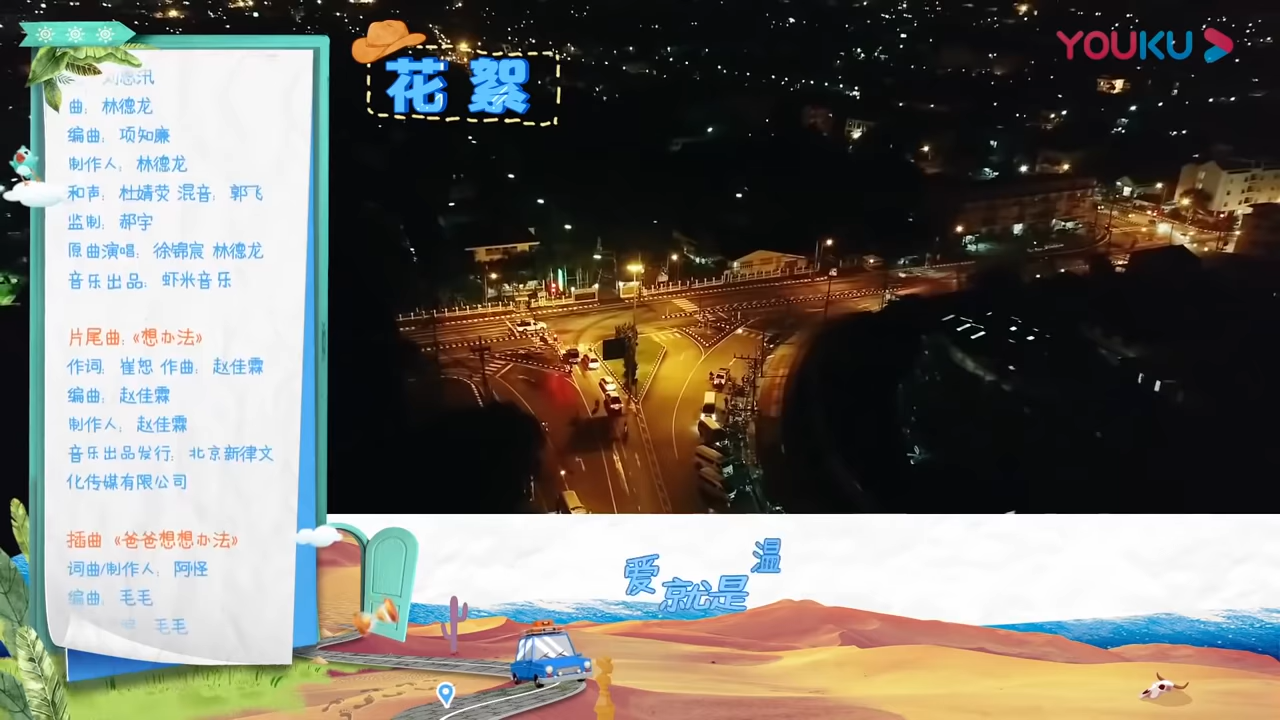 曲：林德龙
编曲：项知廉
制作人：林德龙
和声：杜婧荧 混音：郭飞
监制：郝宇
原曲演唱：徐锦宸 林德龙
音乐出品：虾米音乐
片尾曲：《想办法》
作词：崔恕 作曲：赵佳霖
编曲：赵佳霖
制作人：赵佳霖
音乐出品发行：北京新律文
化传媒有限公司
插曲《爸爸想想办法》
词曲/制作人：阿怪
编曲：毛毛
毛毛
花絮
YOUKU
爱就是温